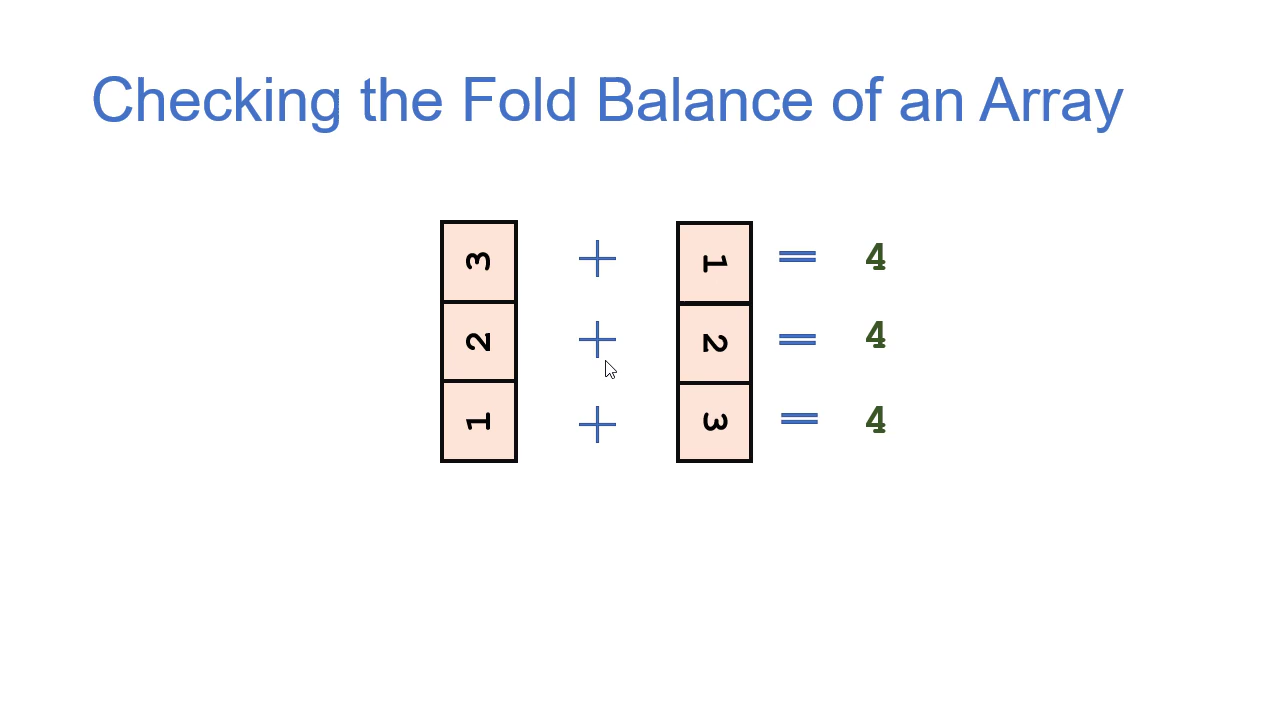 Checking the Fold Balance of an Array
3 + 1 = 4
2 + 2 = 4
1 + 3 = 4